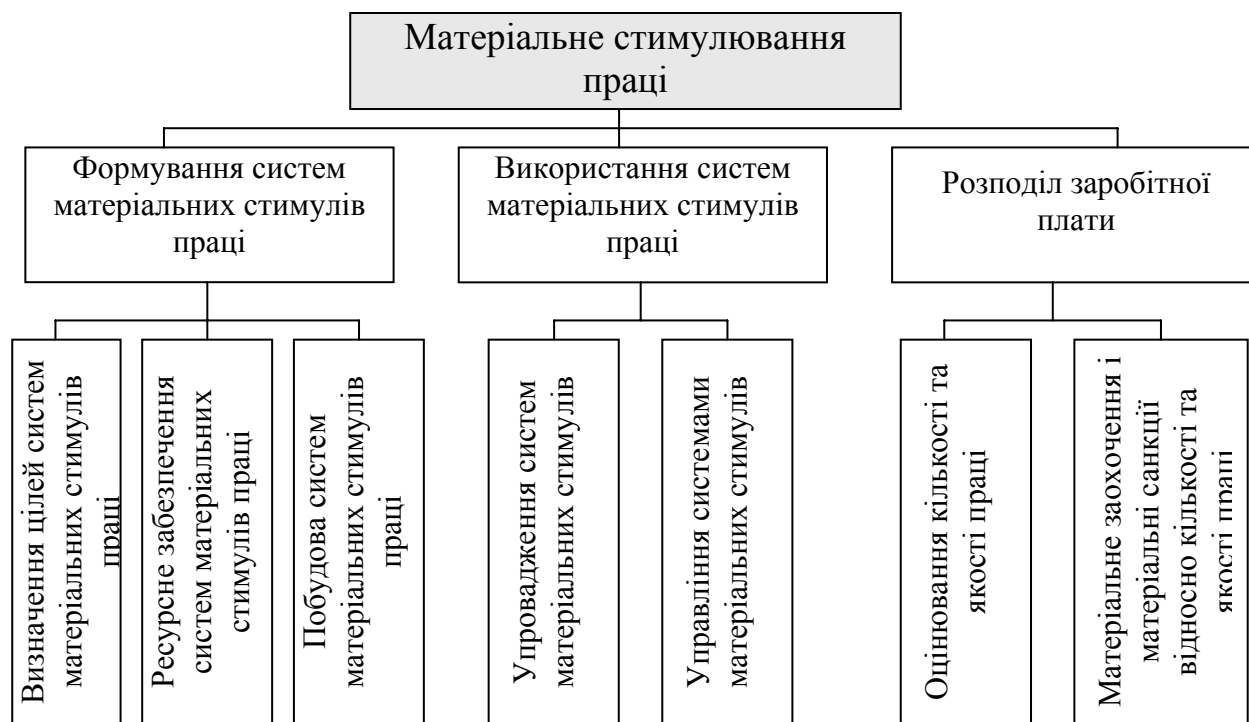 Матеріальне стимулювання
праці
Формування систем
матеріальних стимулів
праці
Використання систем
матеріальних стимулів
праці
Розподіл заробітної
плати
Визначення цілей систем
матеріальних стимулів
праці
Ресурсне забезпечення
систем матеріальних
стимулів праці
Побудова систем
матеріальних стимулів
праці
Упровадження систем
матеріальних стимулів
Управління системами
матеріальних стимулів
Оцінювання кількості та
якості праці
Матеріальне заохочення і
матеріальні санкції
відносно кількості та
якості праці